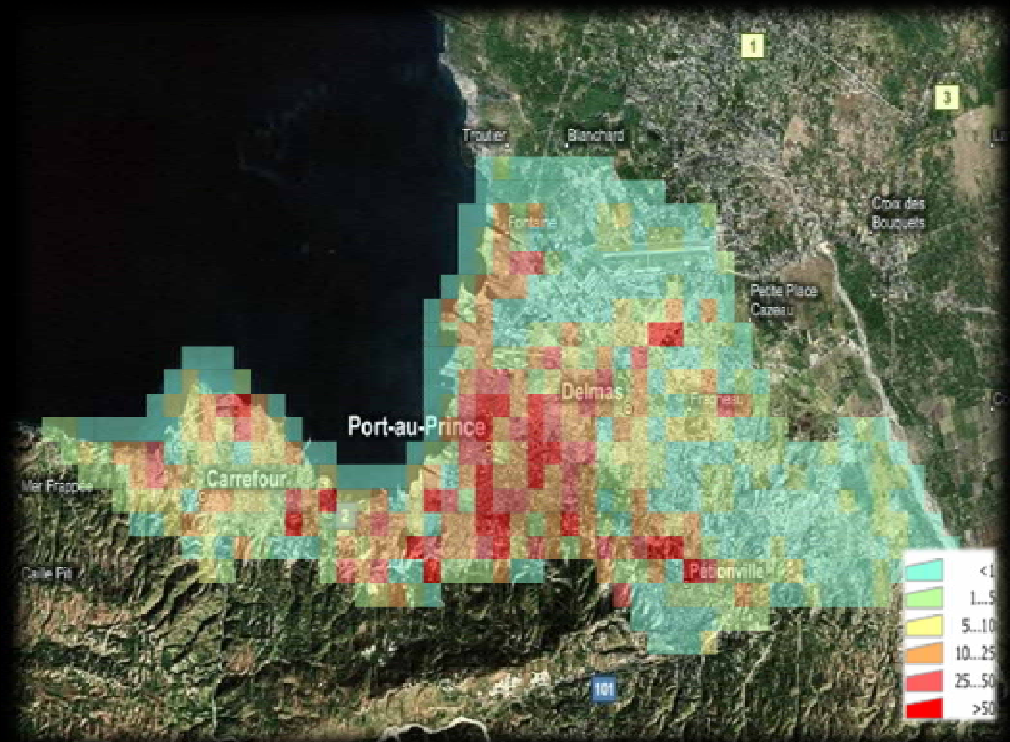 1
3
Troutier
Blanchard
Croix des
Bouquets
Fontaine
Petite Place
Cazeau
Delmas
Port-au-Prince
Carrefour
Mer Frappée
Petionville
<1
1...5
5...10
10...25
25...50
>50
101